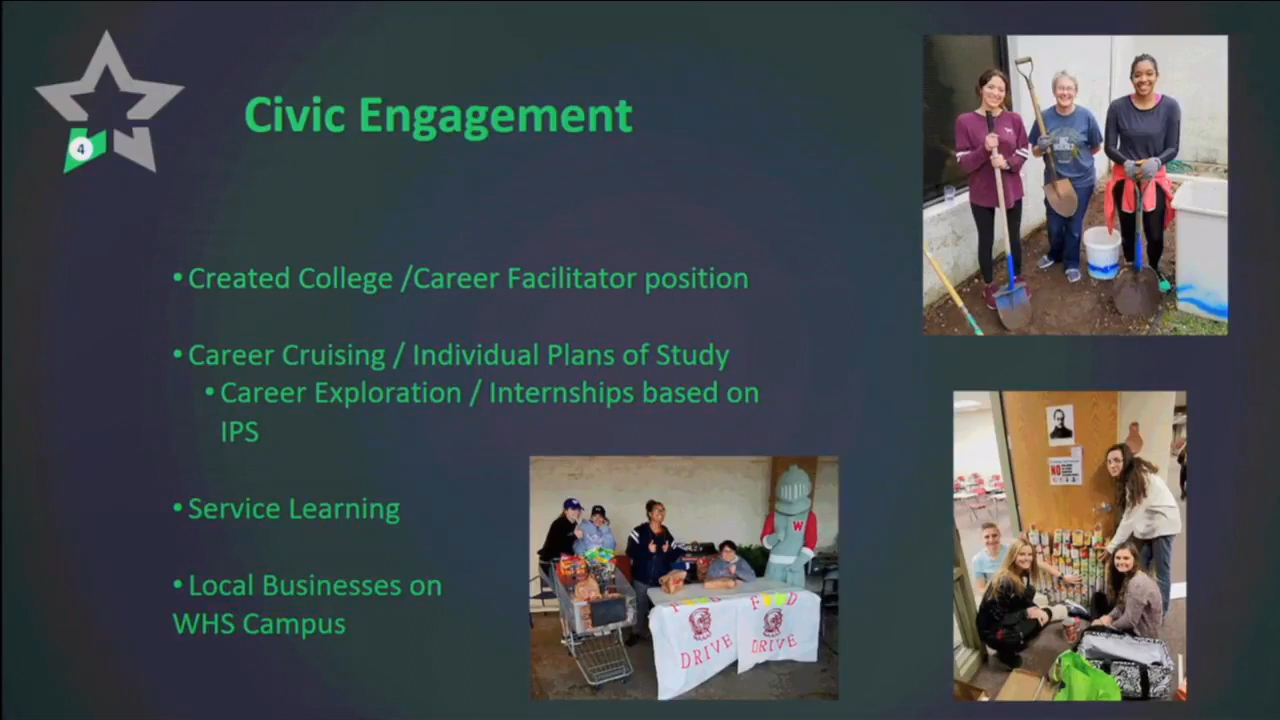 4
Civic Engagement
• Created College /Career Facilitator position
• Career Cruising / Individual Plans of Study
• Career Exploration / Internships based on
IPS
• Service Learning
• Local Businesses on
WHS Campus
W
FOOD
DRIVE
FOOD
DRIVE
NO